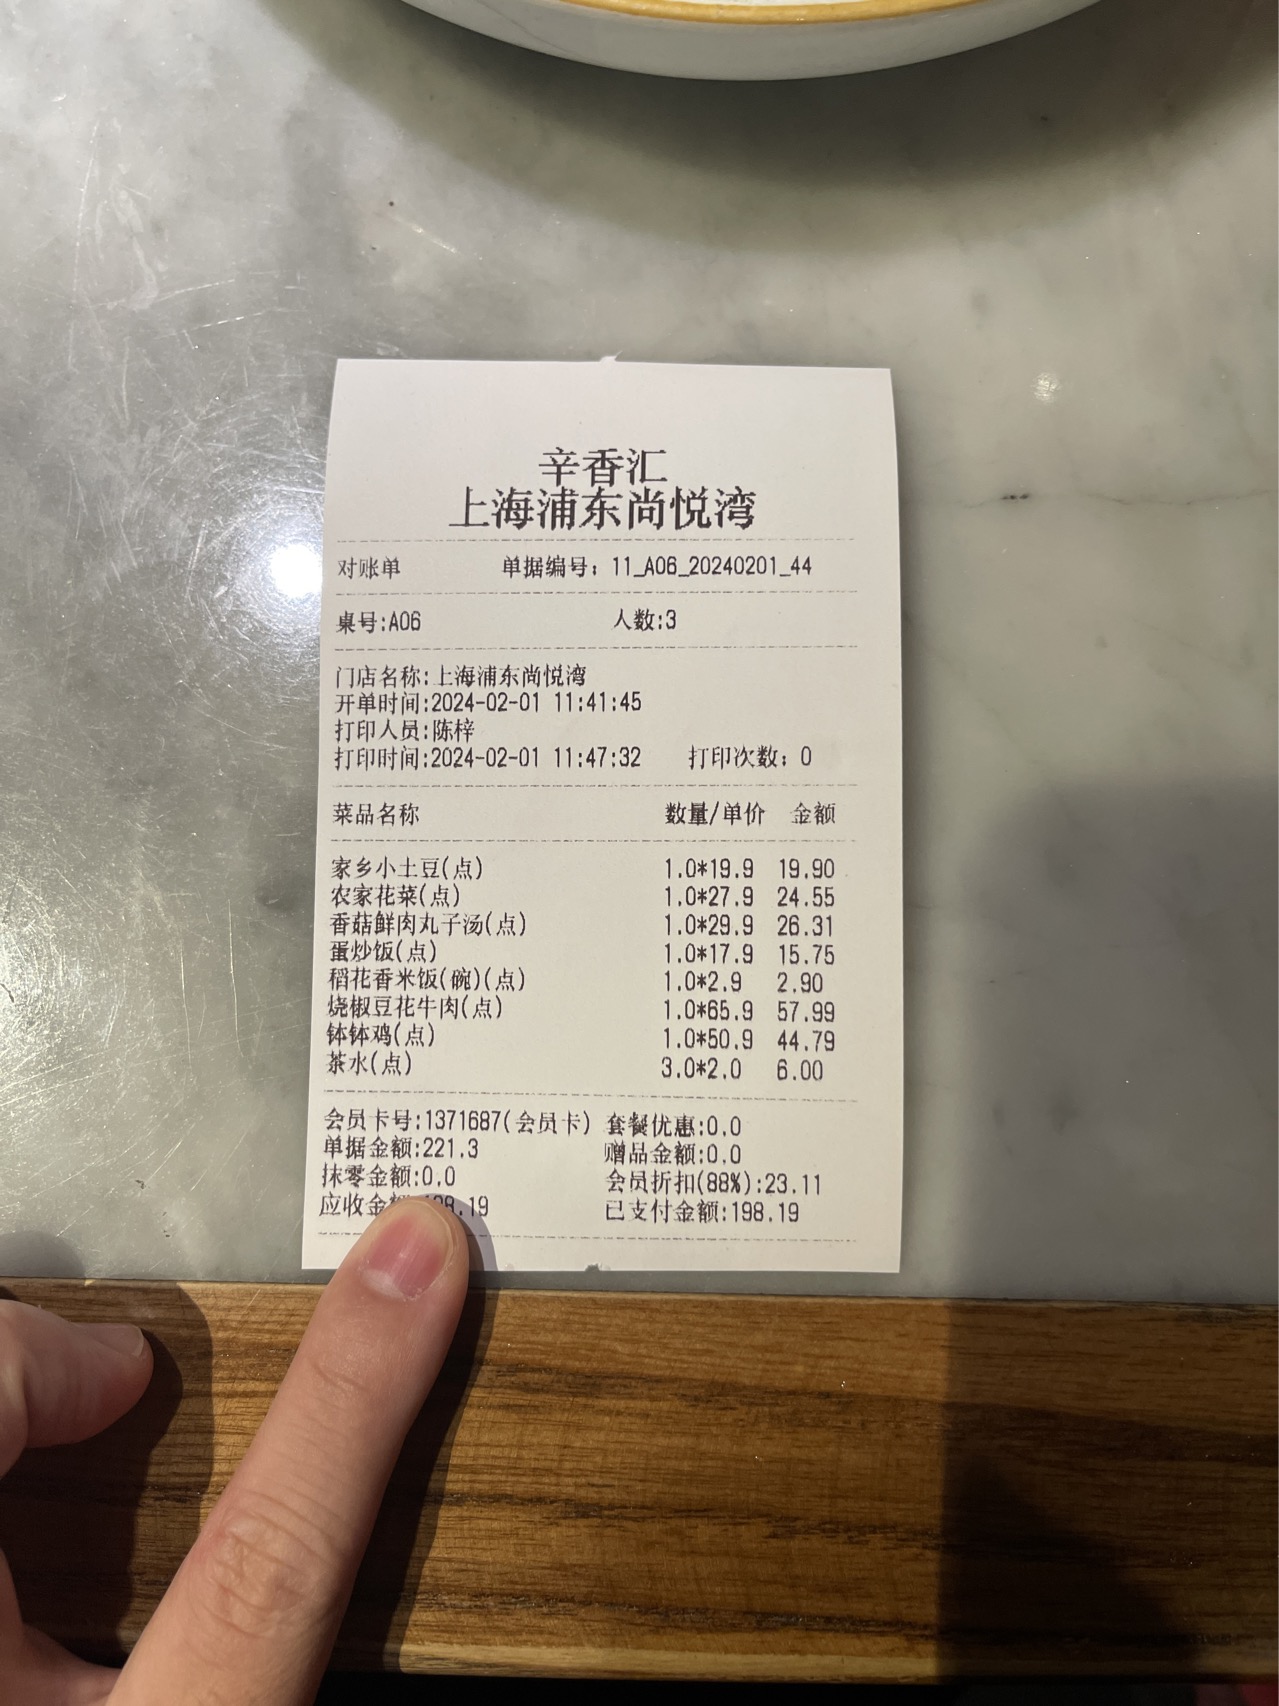 辛香汇
上海浦东尚悦湾
对账单 单据编号：11_A06_20240201_44
桌号:A06 人数:3
门店名称:上海浦东尚悦湾
开单时间:2024-02-01 11:41:45
打印人员:陈梓
打印时间:2024-02-01 11:47:32 打印次数：0
菜品名称 数量/单价 金额
家乡小土豆(点) 1.0*19.9 19.90
农家花菜(点) 1.0*27.9 24.55
香菇鲜肉丸子汤(点) 1.0*29.9 26.31
蛋炒饭(点) 1.0*17.9 15.75
稻花香米饭(碗)(点) 1.0*2.9 2.90
烧椒豆花牛肉(点) 1.0*65.9 57.99
钵钵鸡(点) 1.0*50.9 44.79
茶水(点) 3.0*2.0 6.00
会员卡号:1371687(会员卡) 套餐优惠:0.0
单据金额:221.3 赠品金额:0.0
抹零金额:0.0 会员折扣(88%):23.11
应收金额 .19 已支付金额:198.19